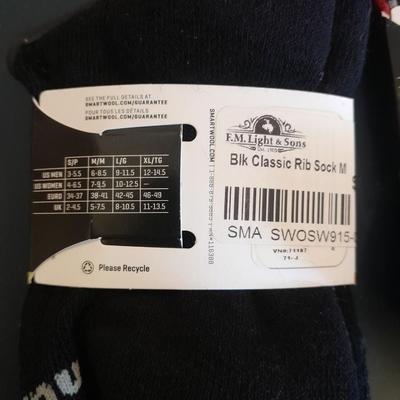 SEE THE FULL DETAILS AT
SMARTWOOL.COM/GUARANTEE
POUR TOUS LES DÉTAILS
SMARTWOOL.COM/GUARANTEE
S/P M/M L/G XL/TG
US MEN 3-5.5 6-8.5 9-11.5 12-14.5
US WOMEN 4-6.5 7-9.5 10-12.5 —
EURO 34-37 38-41 42-45 46-49
UK 2-4.5 5-7.5 8-10.5 11-13.5
Please Recycle
SMARTWOOL.COM
F.M. Light & Sons
Est. 1905
Blk Classic Rib Sock M
SMA SWOSW915-
71-J